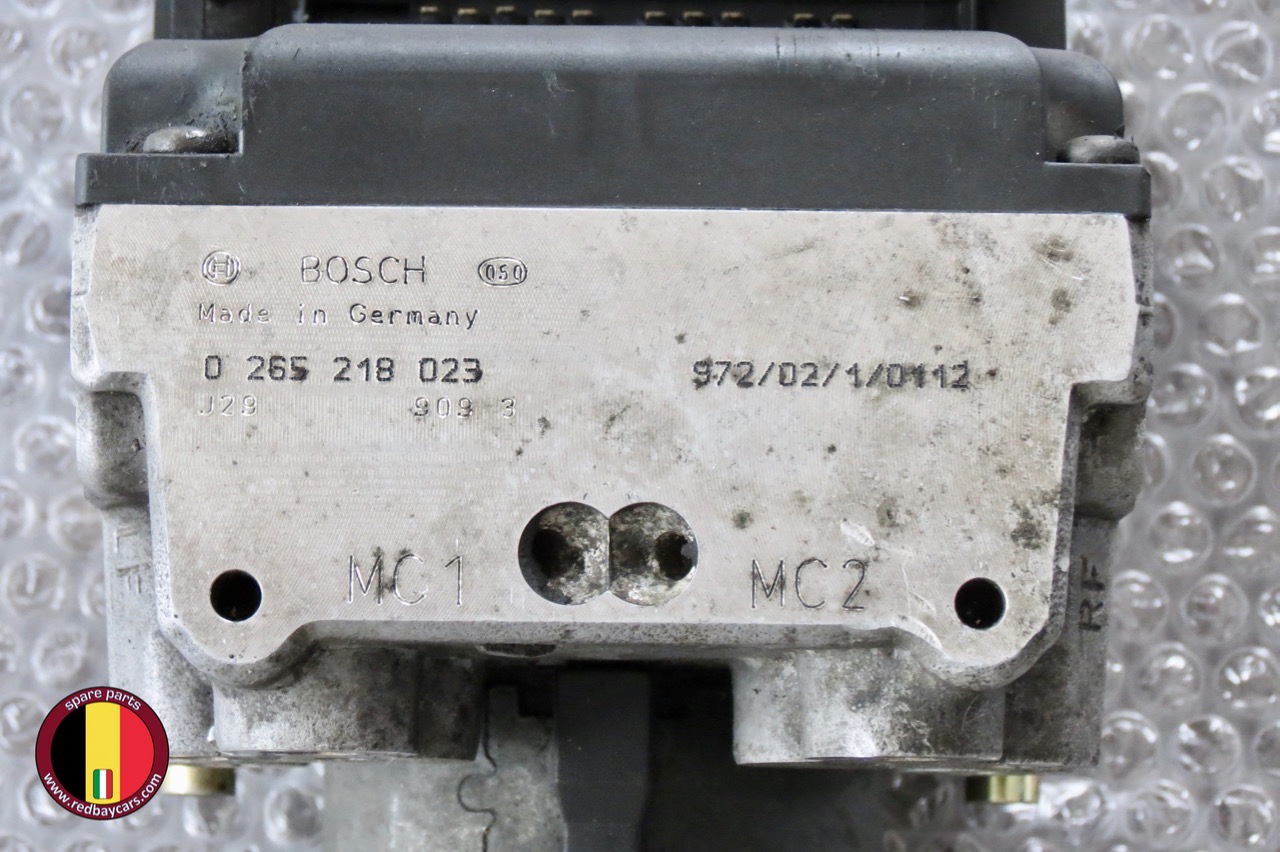 BOSCH 050
Made in Germany
0 265 218 023 972/02/1/0112
J29 909 3
MC1 MC2
RF
spare parts
www.redbaycars.com